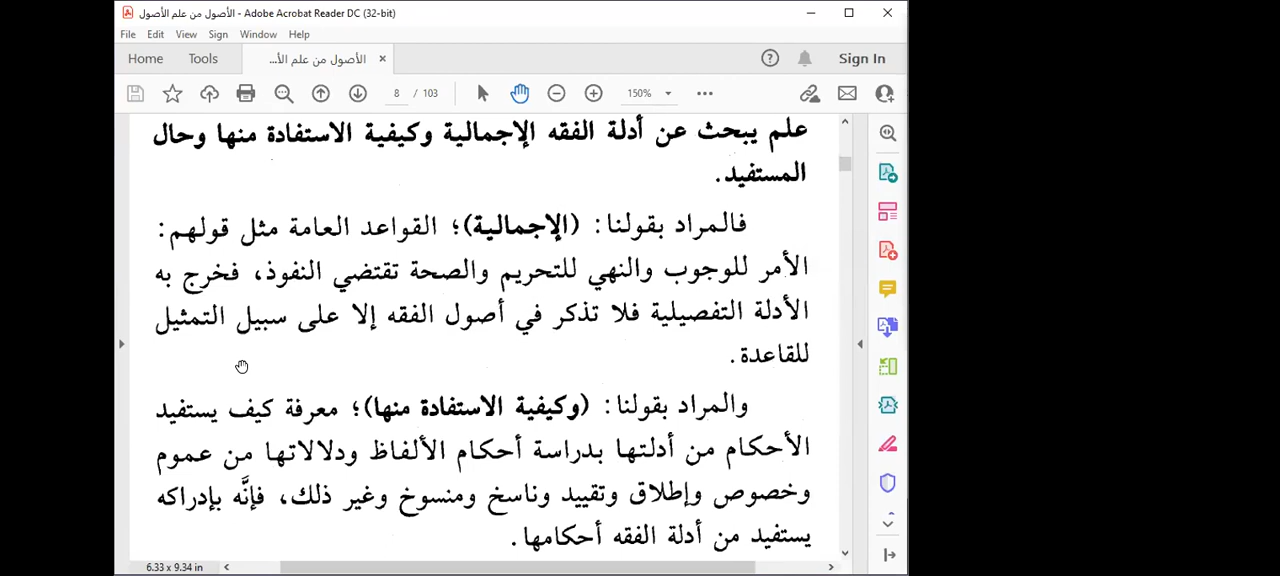 الأصول من علم الأصول - Adobe Acrobat Reader DC (32-bit)
File Edit View Sign Window Help
Home Tools الأصول من علم الأ... × Sign In
8 / 103 150%
علم يبحث عن أدلة الفقه الإجمالية وكيفية الاستفادة منها وحال
المستفيد.
فالمراد بقولنا: (الإجمالية)؛ القواعد العامة مثل قولهم:
الأمر للوجوب والنهي للتحريم والصحة تقتضي النفوذ، فخرج به
الأدلة التفصيلية فلا تذكر في أصول الفقه إلا على سبيل التمثيل
للقاعدة.
والمراد بقولنا: (وكيفية الاستفادة منها)؛ معرفة كيف يستفيد
الأحكام من أدلتها بدراسة أحكام الألفاظ ودلالاتها من عموم
وخصوص وإطلاق وتقييد وناسخ ومنسوخ وغير ذلك، فإنَّه بإدراكه
يستفيد من أدلة الفقه أحكامها.
6.33 x 9.34 in